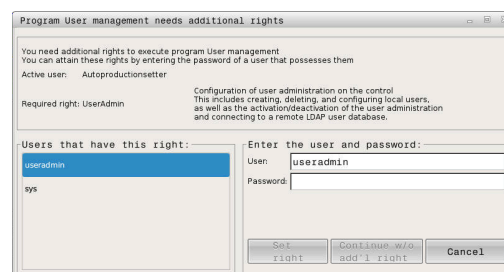 Program User management needs additional rights
You need additional rights to execute program User management
You can attain these rights by entering the password of a user that possesses them
Active user: Autoproductionsetter
Required right: UserAdmin
Configuration of user administration on the control
This includes creating, deleting, and configuring local users,
as well as the activation/deactivation of the user administration
and connecting to a remote LDAP user database.
Users that have this right:
useradmin
sys
Enter the user and password:
User: useradmin
Password:
Set
right
Continue w/o
add'l right
Cancel